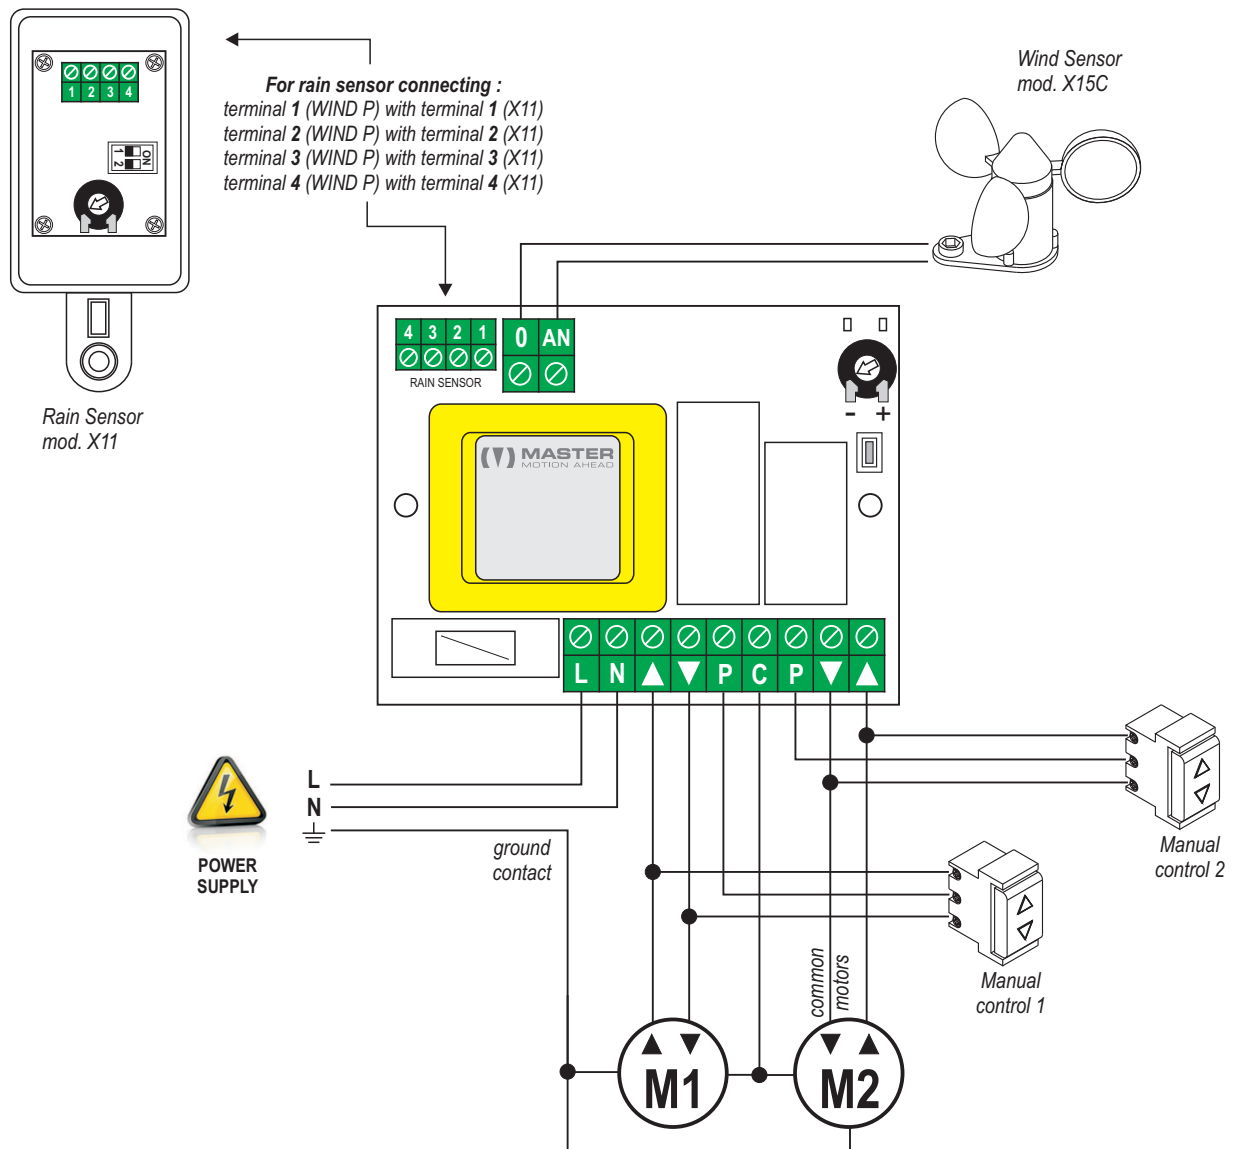 1 2 3 4
ON
1 2
Rain Sensor
mod. X11
For rain sensor connecting :
terminal 1 (WIND P) with terminal 1 (X11)
terminal 2 (WIND P) with terminal 2 (X11)
terminal 3 (WIND P) with terminal 3 (X11)
terminal 4 (WIND P) with terminal 4 (X11)
Wind Sensor
mod. X15C
4 3 2 1
RAIN SENSOR
0 AN
- +
MASTER
MOTION AHEAD
L N ▲ ▼ P C P ▼ ▲
L
N
POWER
SUPPLY
ground
contact
Manual
control 2
Manual
control 1
common
motors
▲ ▼
M1
▼ ▲
M2